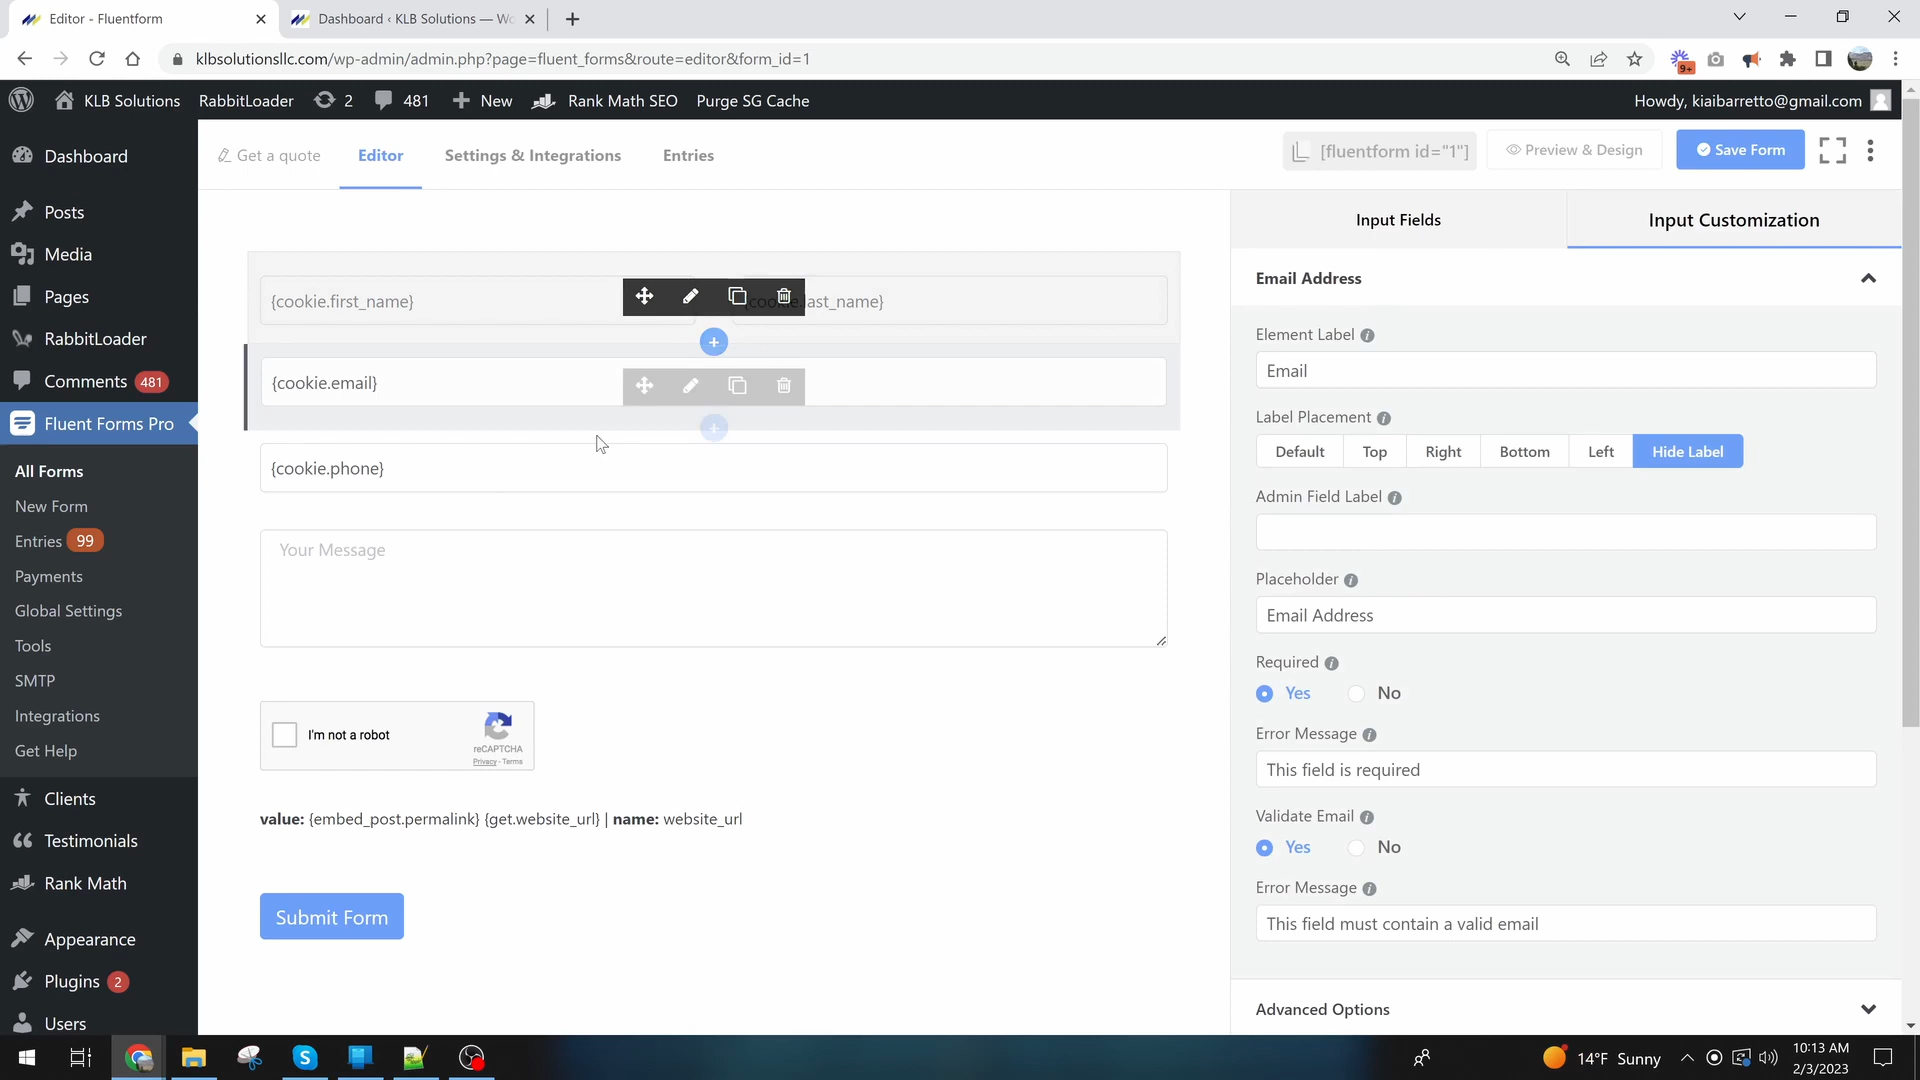 Editor - Fluentform
Dashboard ‹ KLB Solutions — Wo
klbsolutionsllc.com/wp-admin/admin.php?page=fluent_forms&route=editor&form_id=1
9+
KLB Solutions RabbitLoader 2 481 New Rank Math SEO Purge SG Cache
Howdy, kiaibarretto@gmail.com
Dashboard
Posts
Media
Pages
RabbitLoader
Comments 481
Fluent Forms Pro
All Forms
New Form
Entries 99
Payments
Global Settings
Tools
SMTP
Integrations
Get Help
Clients
Testimonials
Rank Math
Appearance
Plugins 2
Users
Get a quote Editor Settings & Integrations Entries
[fluentform id="1"] Preview & Design Save Form
{cookie.first_name}
{cookie.last_name}
{cookie.email}
{cookie.phone}
Your Message
I'm not a robot
reCAPTCHA
Privacy - Terms
value: {embed_post.permalink} {get.website_url} | name: website_url
Submit Form
Input Fields Input Customization
Email Address
Element Label
Email
Label Placement
Default Top Right Bottom Left Hide Label
Admin Field Label
Placeholder
Email Address
Required
Yes No
Error Message
This field is required
Validate Email
Yes No
Error Message
This field must contain a valid email
Advanced Options
14°F Sunny
10:13 AM
2/3/2023